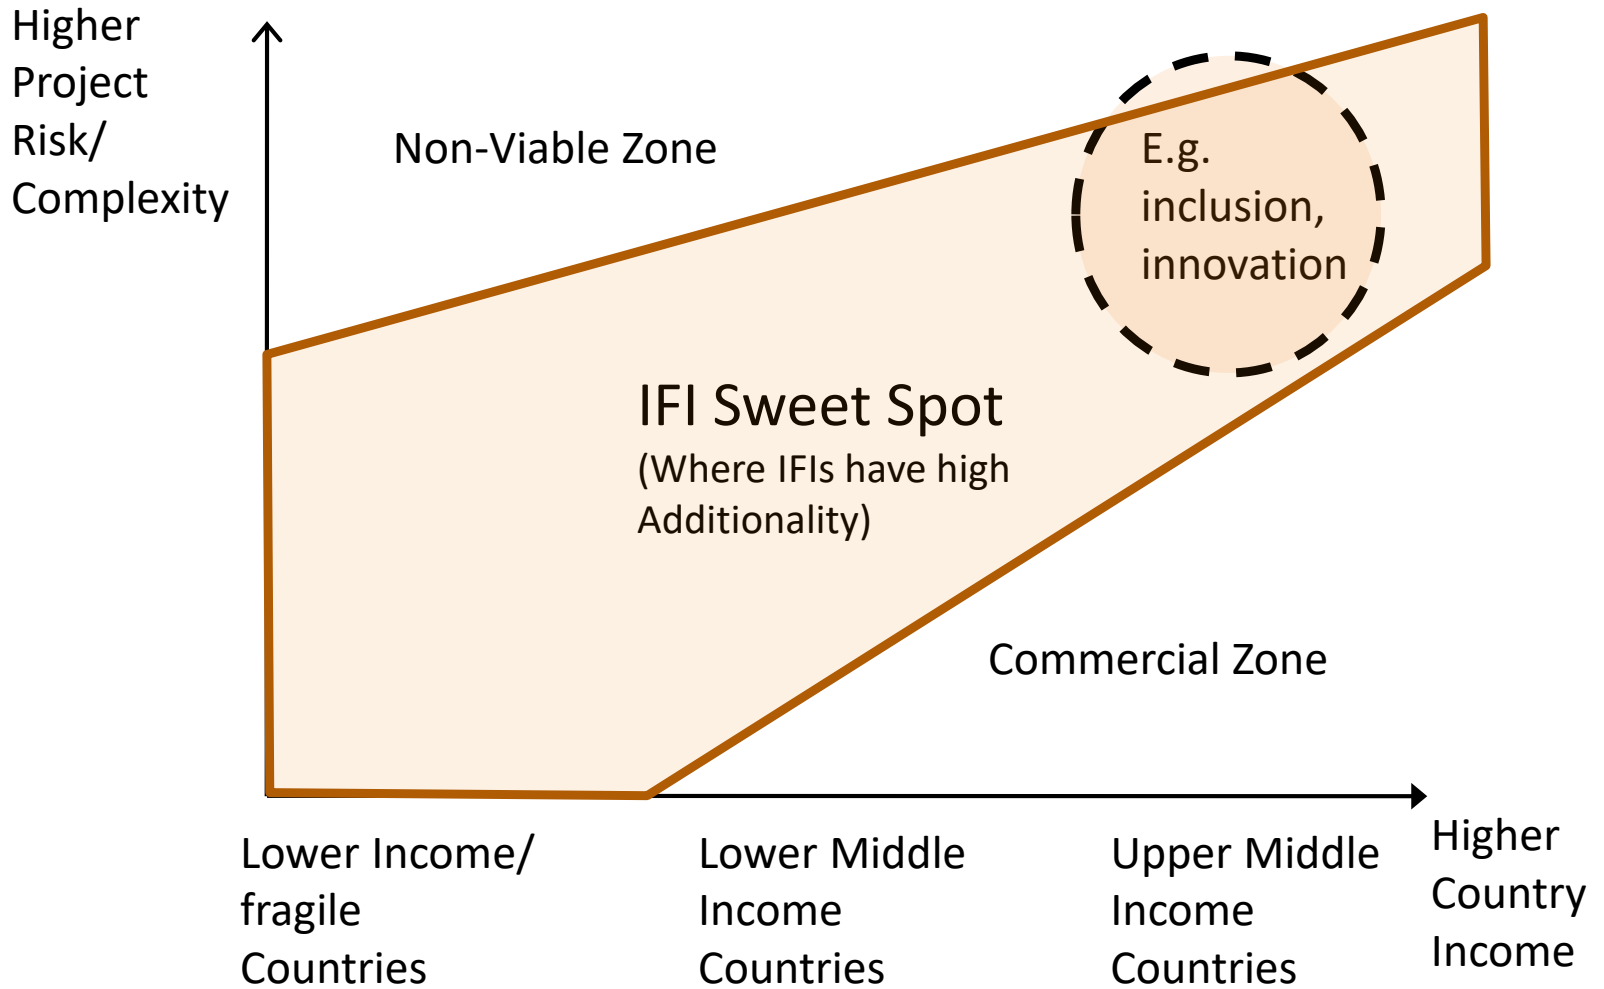 Higher
Project
Risk/
Complexity
Non-Viable Zone
E.g.
inclusion,
innovation
IFI Sweet Spot
(Where IFIs have high
Additionality)
Commercial Zone
Lower Income/
fragile
Countries
Lower Middle
Income
Countries
Upper Middle
Income
Countries
Higher
Country
Income